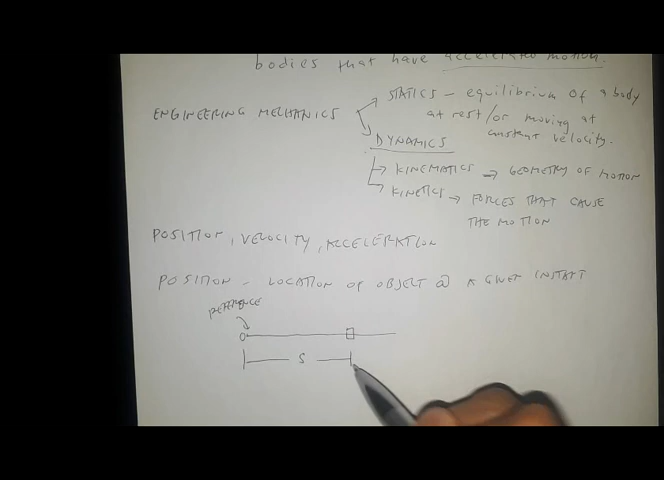 bodies that have accelerated motion.
STATICS - equilibrium of a body
ENGINEERING MECHANICS
at rest/or moving at
constant velocity.
DYNAMICS
KINEMATICS → GEOMETRY OF MOTION
KINETICS → FORCES THAT CAUSE
THE MOTION
POSITION, VELOCITY, ACCELERATION
POSITION - LOCATION OF OBJECT @ A GIVEN INSTANT
REFERENCE
O
S